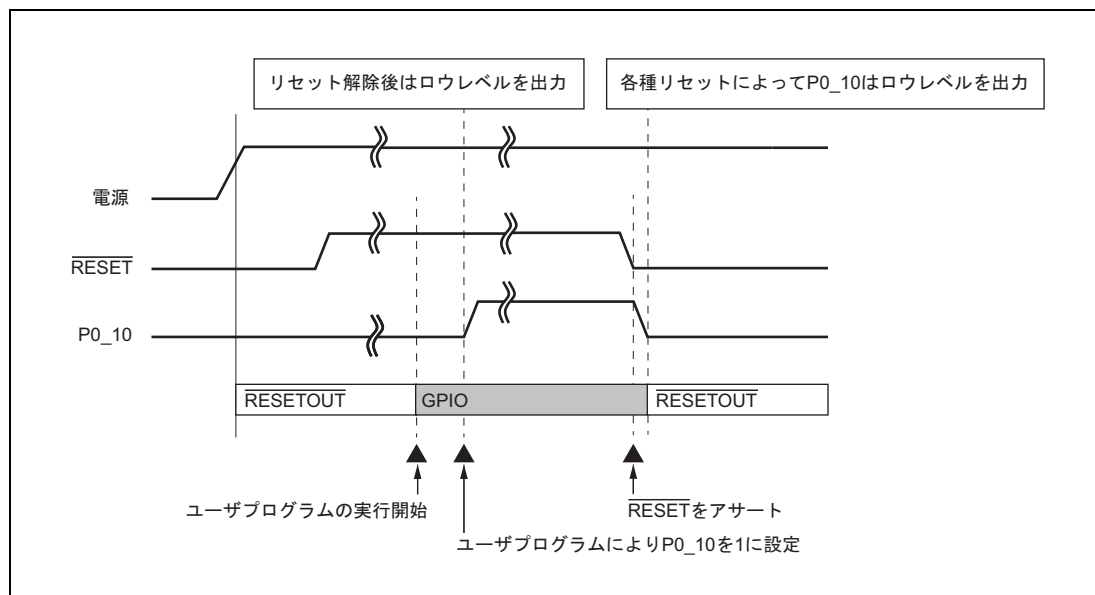 リセット解除後はロウレベルを出力
各種リセットによってP0_10はロウレベルを出力
電源
RESET
P0_10
RESETOUT
GPIO
RESETOUT
ユーザプログラムの実行開始
RESETをアサート
ユーザプログラムによりP0_10を1に設定